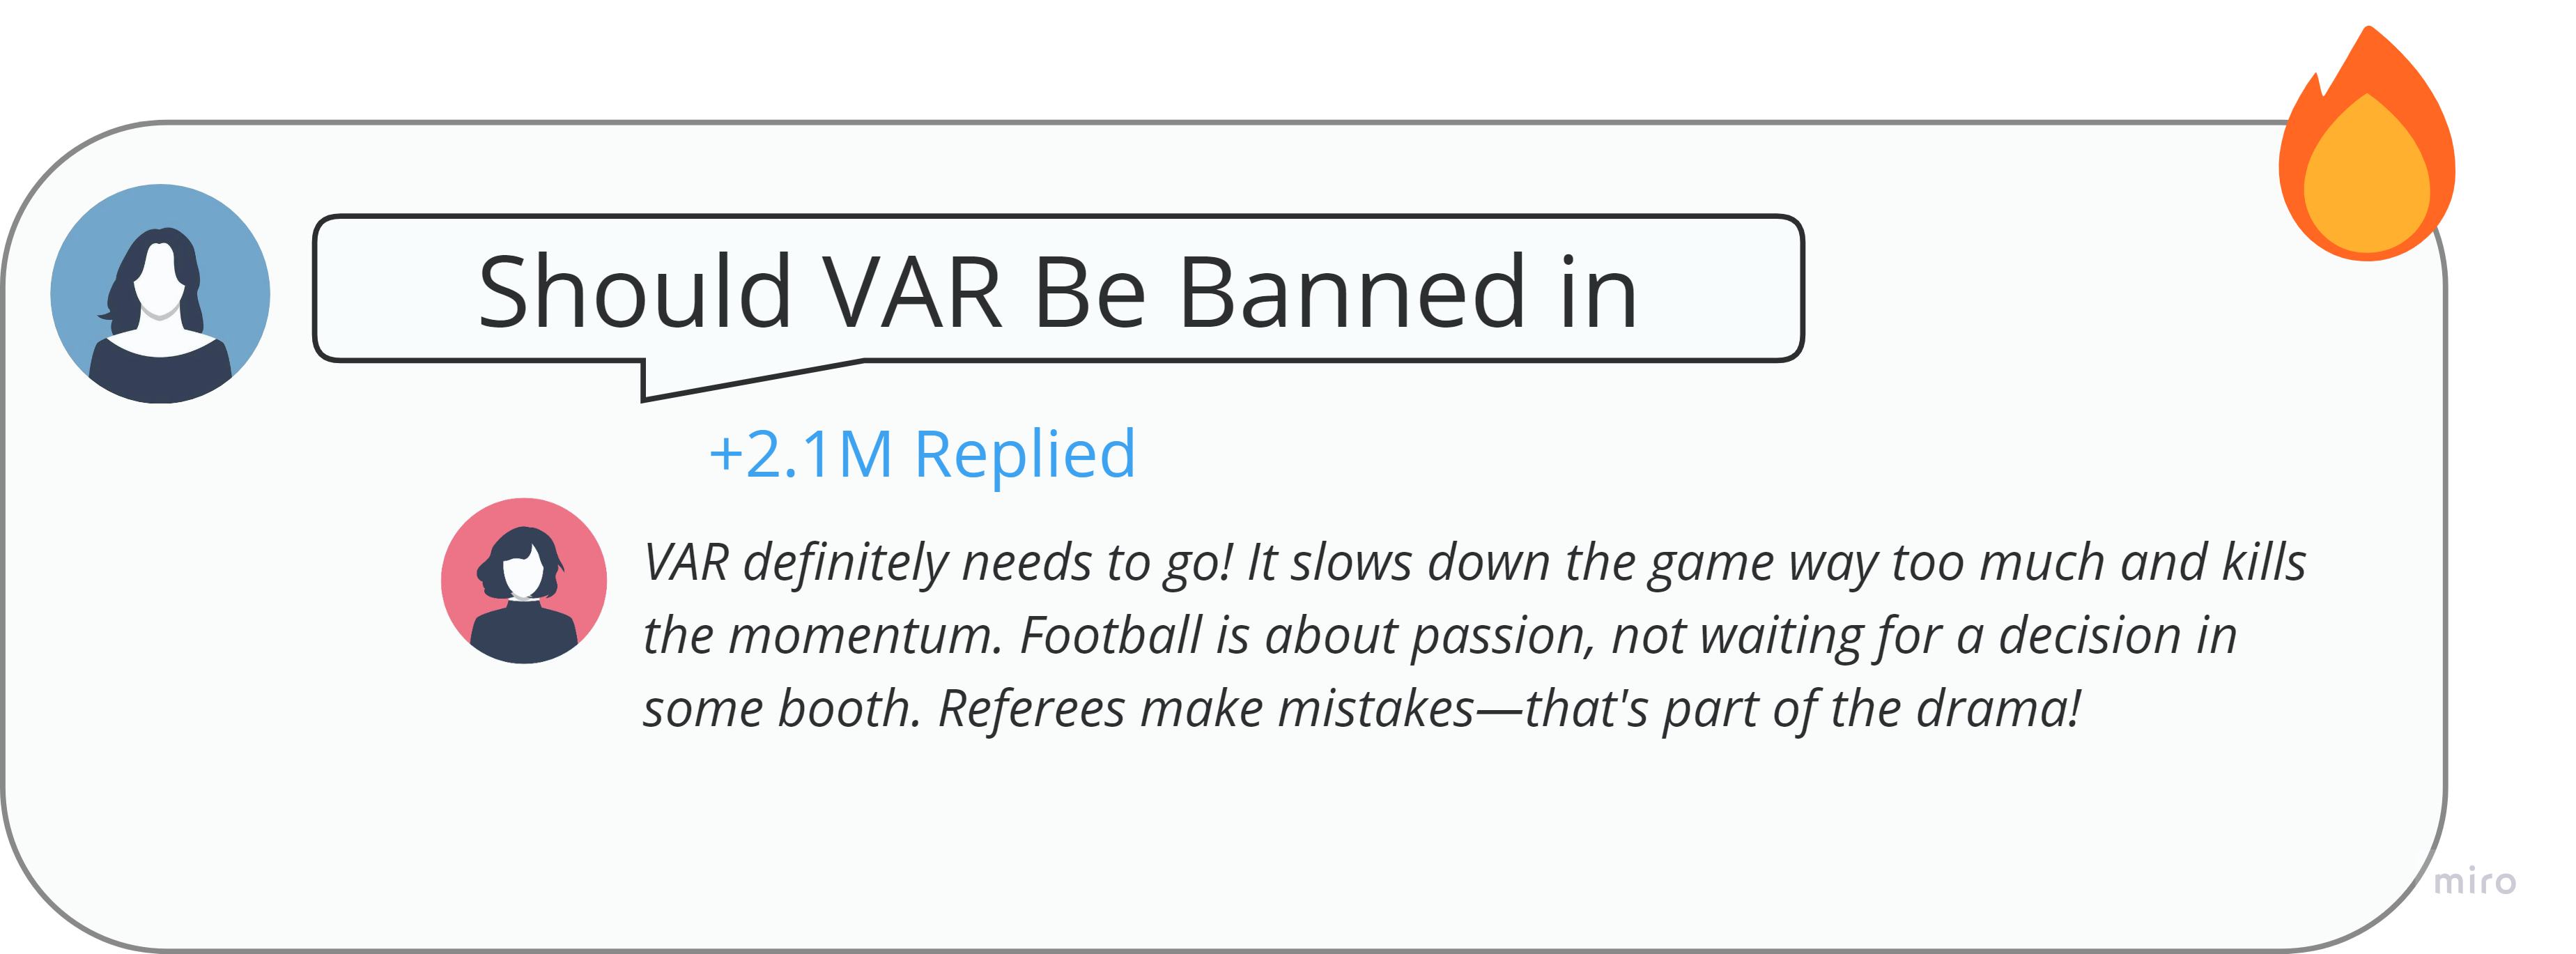 Should VAR Be Banned in
+2.1M Replied
VAR definitely needs to go! It slows down the game way too much and kills
the momentum. Football is about passion, not waiting for a decision in
some booth. Referees make mistakes—that's part of the drama!
miro